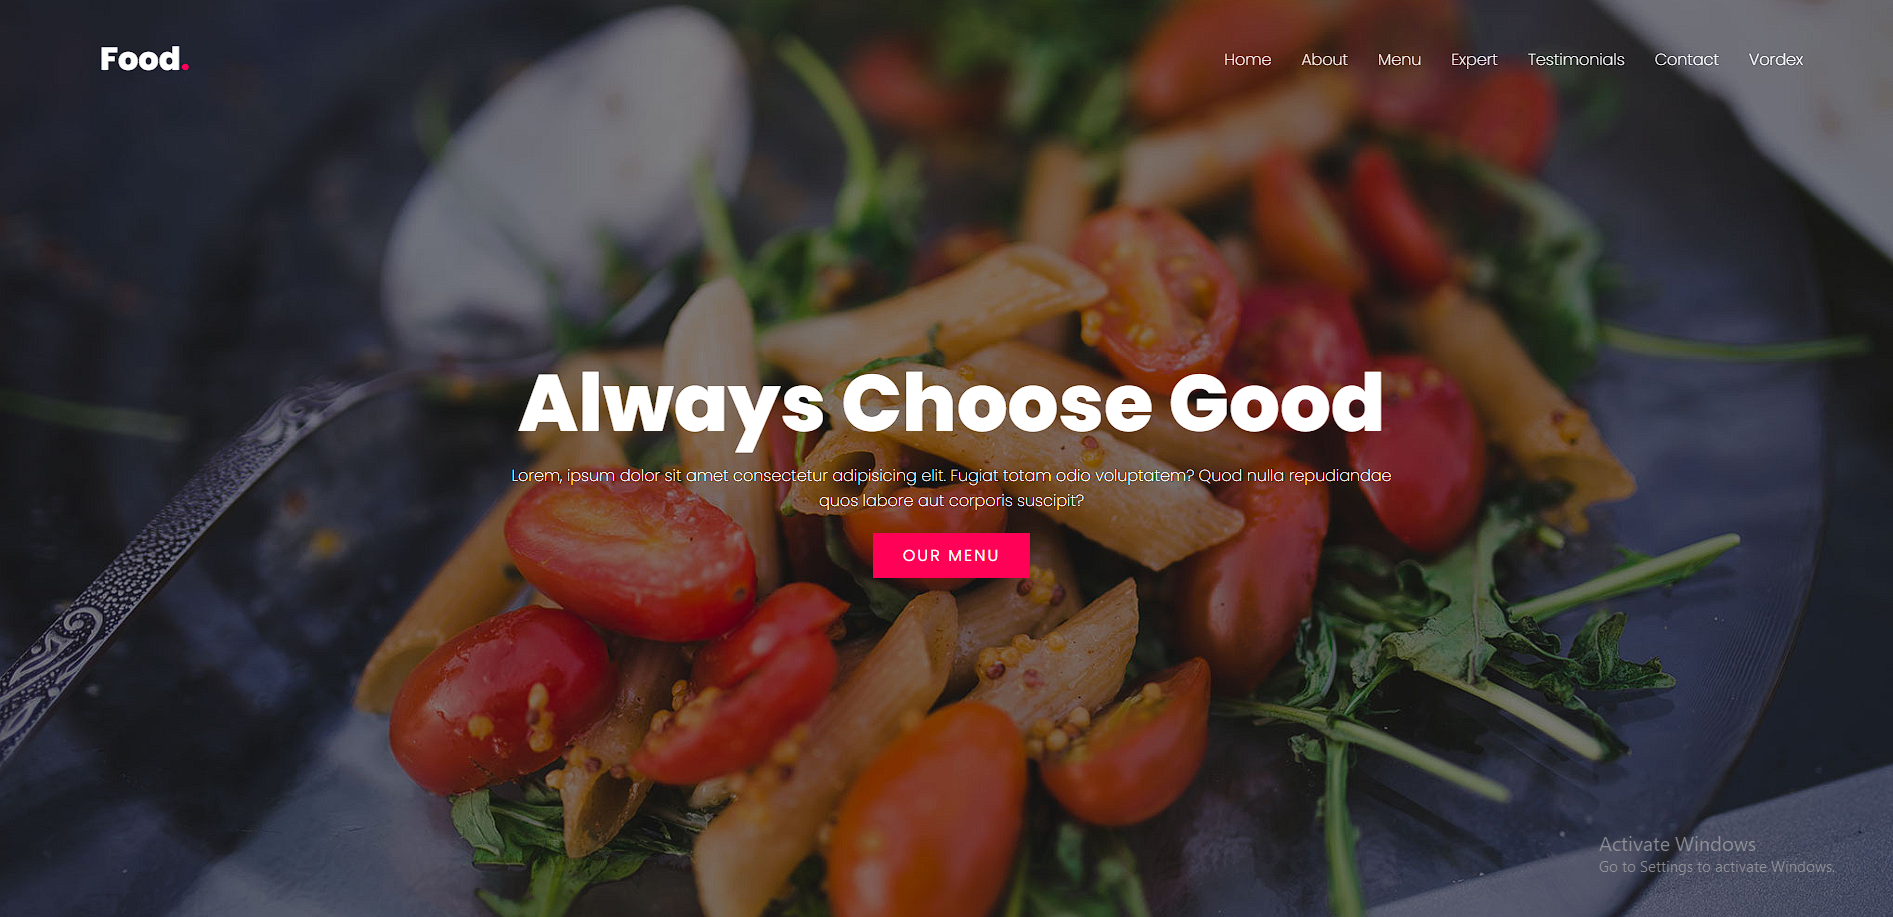 Food.
Home About Menu Expert Testimonials Contact Vordex
Always Choose Good
Lorem, ipsum dolor sit amet consectetur adipisicing elit. Fugiat totam odio voluptatem? Quod nulla repudiandae
quos labore aut corporis suscipit?
OUR MENU
Activate Windows
Go to Settings to activate Windows.